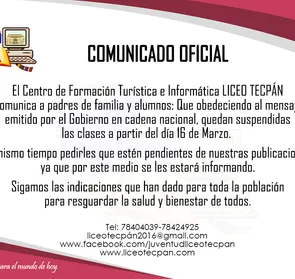 COMUNICADO OFICIAL
El Centro de Formación Turística e Informática LICEO TECPÁN
comunica a padres de familia y alumnos: Que obedeciendo al mensaj
emitido por el Gobierno en cadena nacional, quedan suspendidas
las clases a partir del día 16 de Marzo.
mismo tiempo pedirles que estén pendientes de nuestras publicacio
ya que por este medio se les estará informando.
Sigamos las indicaciones que han dado para toda la población
para resguardar la salud y bienestar de todos.
Tel: 78404039-78424925
liceotecpán2016@gmail.com
www.facebook.com/juventudliceotecpan
www.liceotecpan.com
para el mundo de hoy.